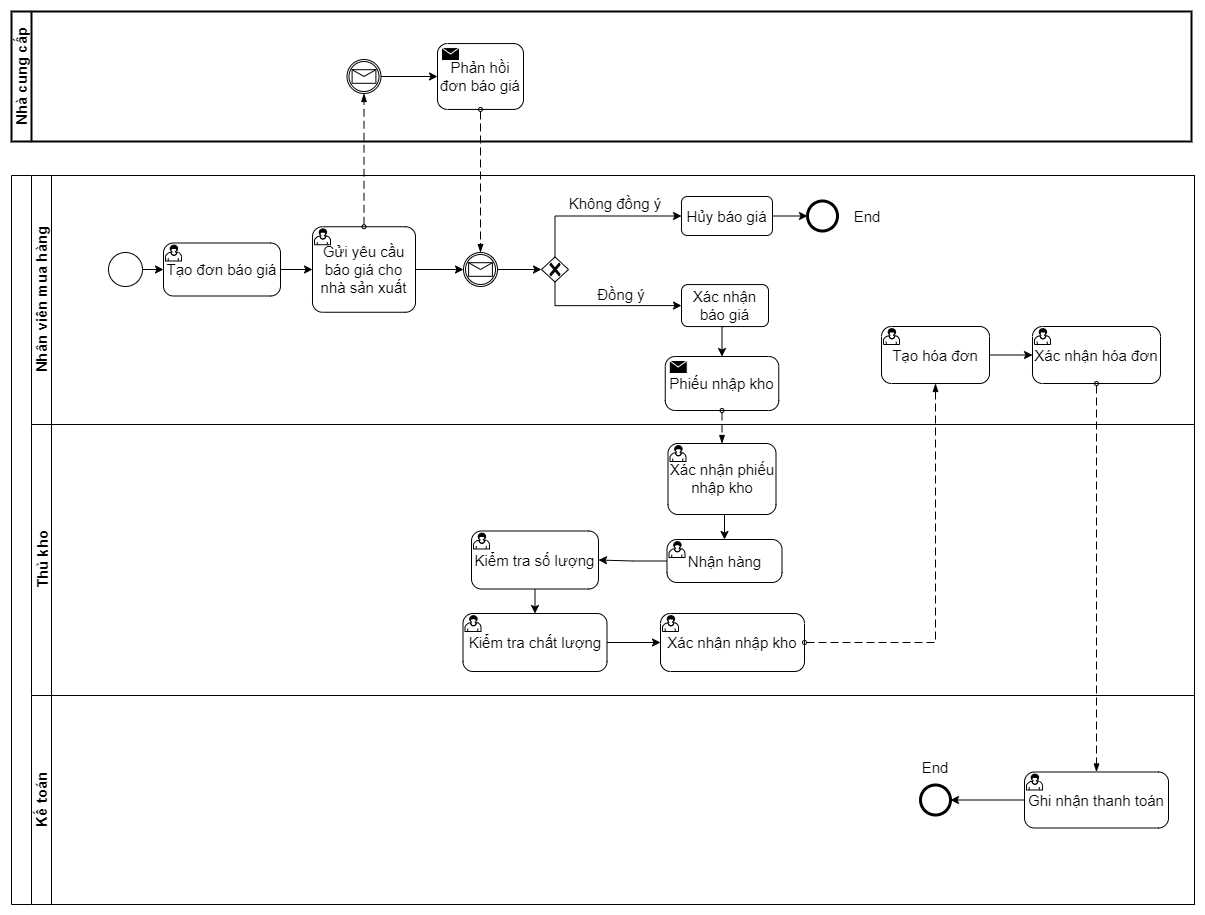 Nhà cung cấp
Phản hồi
đơn báo giá
Nhân viên mua hàng
Tạo đơn báo giá
Gửi yêu cầu
báo giá cho
nhà sản xuất
Không đồng ý
Hủy báo giá
End
Đồng ý
Xác nhận
báo giá
Phiếu nhập kho
Tạo hóa đơn
Xác nhận hóa đơn
Thủ kho
Xác nhận phiếu
nhập kho
Nhận hàng
Kiểm tra số lượng
Kiểm tra chất lượng
Xác nhận nhập kho
Kế toán
End
Ghi nhận thanh toán